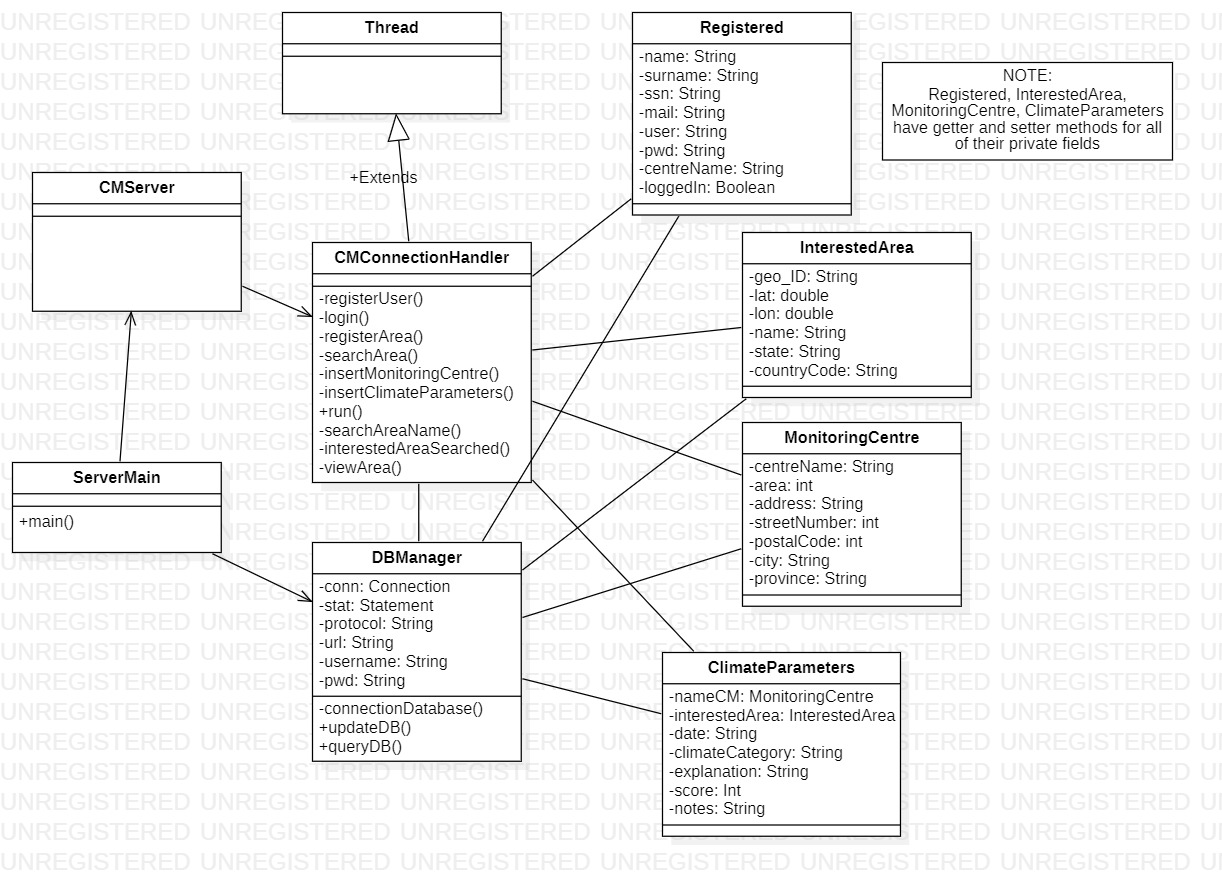 Thread
+Extends
Registered
-name: String
-surname: String
-ssn: String
-mail: String
-user: String
-pwd: String
-centreName: String
-loggedIn: Boolean
NOTE:
Registered, InterestedArea,
MonitoringCentre, ClimateParameters
have getter and setter methods for all
of their private fields
CMServer
CMConnectionHandler
-registerUser()
-login()
-registerArea()
-searchArea()
-insertMonitoringCentre()
-insertClimateParameters()
+run()
-searchAreaName()
-interestedAreaSearched()
-viewArea()
InterestedArea
-geo_ID: String
-lat: double
-lon: double
-name: String
-state: String
-countryCode: String
MonitoringCentre
-centreName: String
-area: int
-address: String
-streetNumber: int
-postalCode: int
-city: String
-province: String
ServerMain
+main()
DBManager
-conn: Connection
-stat: Statement
-protocol: String
-url: String
-username: String
-pwd: String
-connectionDatabase()
+updateDB()
+queryDB()
ClimateParameters
-nameCM: MonitoringCentre
-interestedArea: InterestedArea
-date: String
-climateCategory: String
-explanation: String
-score: Int
-notes: String
UNREGISTERED